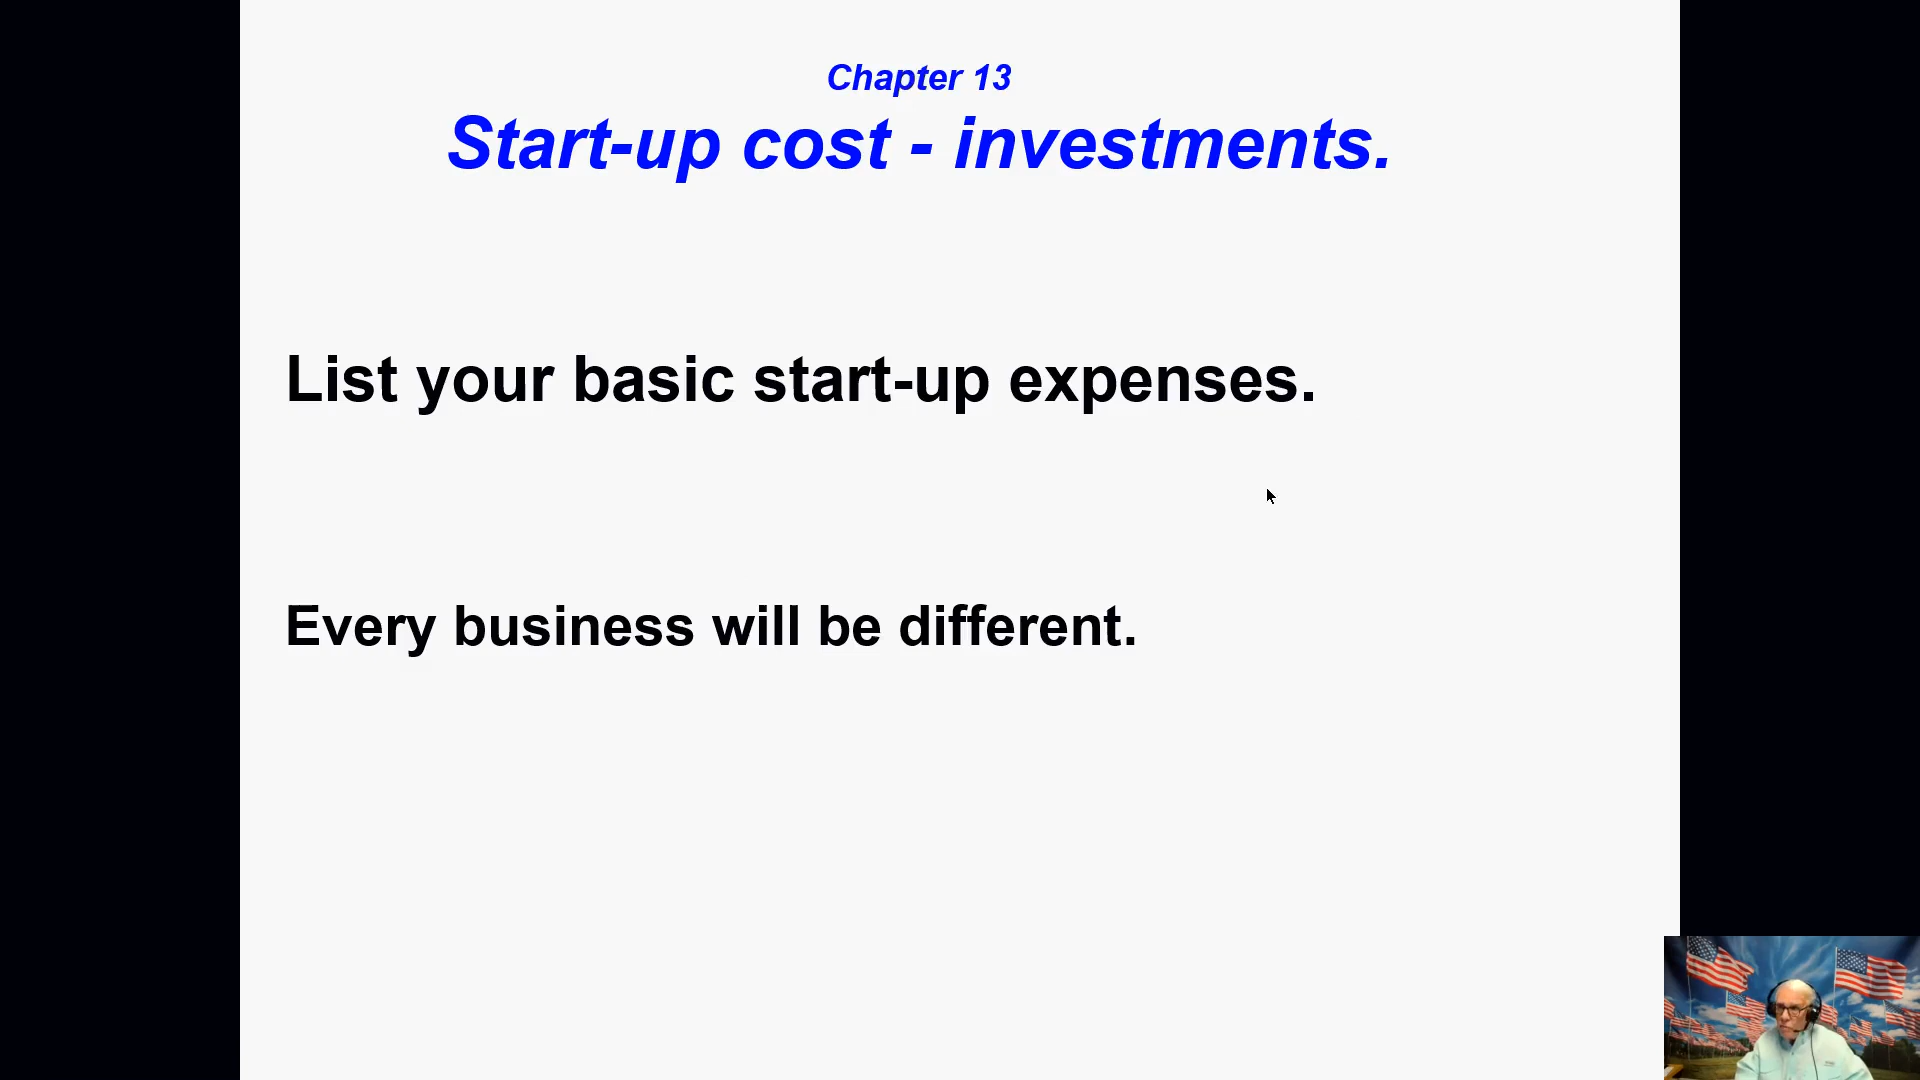 Chapter 13
Start-up cost - investments.
List your basic start-up expenses.
Every business will be different.